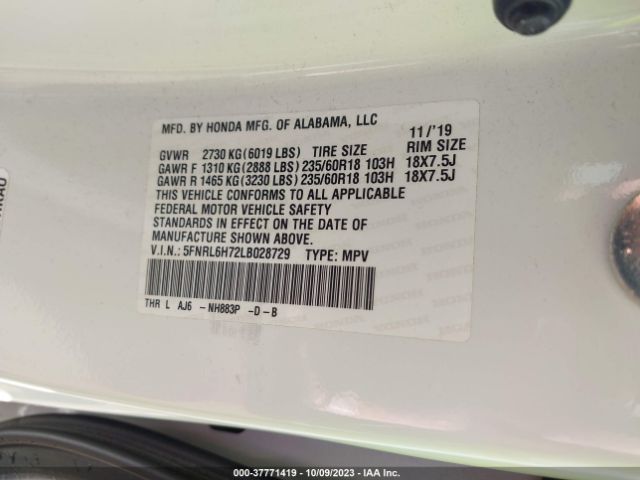 MFD. BY HONDA MFG. OF ALABAMA, LLC 11/'19
GVWR 2730 KG (6019 LBS) TIRE SIZE RIM SIZE
GAWR F 1310 KG (2888 LBS) 235/60R18 103H 18X7.5J
GAWR R 1465 KG (3230 LBS) 235/60R18 103H 18X7.5J
THIS VEHICLE CONFORMS TO ALL APPLICABLE
FEDERAL MOTOR VEHICLE SAFETY
STANDARDS IN EFFECT ON THE DATE OF
MANUFACTURE SHOWN ABOVE.
V.I.N.: 5FNRL6H72LB028729 TYPE: MPV
THR L AJ6 -NH883P -D-B
000-37771419 - 10/09/2023 - IAA Inc.